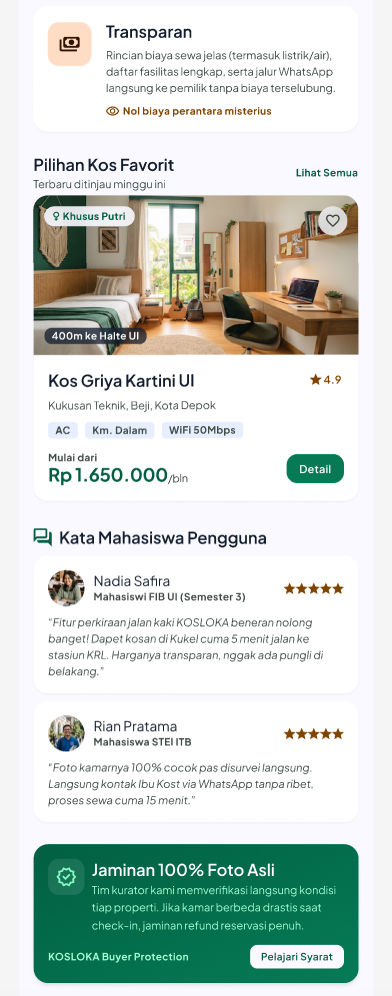 Transparan
Rincian biaya sewa jelas (termasuk listrik/air),
daftar fasilitas lengkap, serta jalur WhatsApp
langsung ke pemilik tanpa biaya terselubung.
Nol biaya perantara misterius
Pilihan Kos Favorit
Terbaru ditinjau minggu ini
Lihat Semua
Khusus Putri
400m ke Halte UI
Kos Griya Kartini UI
4.9
Kukusan Teknik, Beji, Kota Depok
AC
Km. Dalam
WiFi 50Mbps
Mulai dari
Rp 1.650.000/bln
Detail
Kata Mahasiswa Pengguna
Nadia Safira
Mahasiswi FIB UI (Semester 3)
"Fitur perkiraan jalan kaki KOSLOKA beneran nolong
banget! Dapet kosan di Kukel cuma 5 menit jalan ke
stasiun KRL. Harganya transparan, nggak ada pungli di
belakang."
Rian Pratama
Mahasiswa STEI ITB
"Foto kamarnya 100% cocok pas disurvei langsung.
Langsung kontak Ibu Kost via WhatsApp tanpa ribet,
proses sewa cuma 15 menit."
Jaminan 100% Foto Asli
Tim kurator kami memverifikasi langsung kondisi
tiap properti. Jika kamar berbeda drastis saat
check-in, jaminan refund reservasi penuh.
KOSLOKA Buyer Protection
Pelajari Syarat